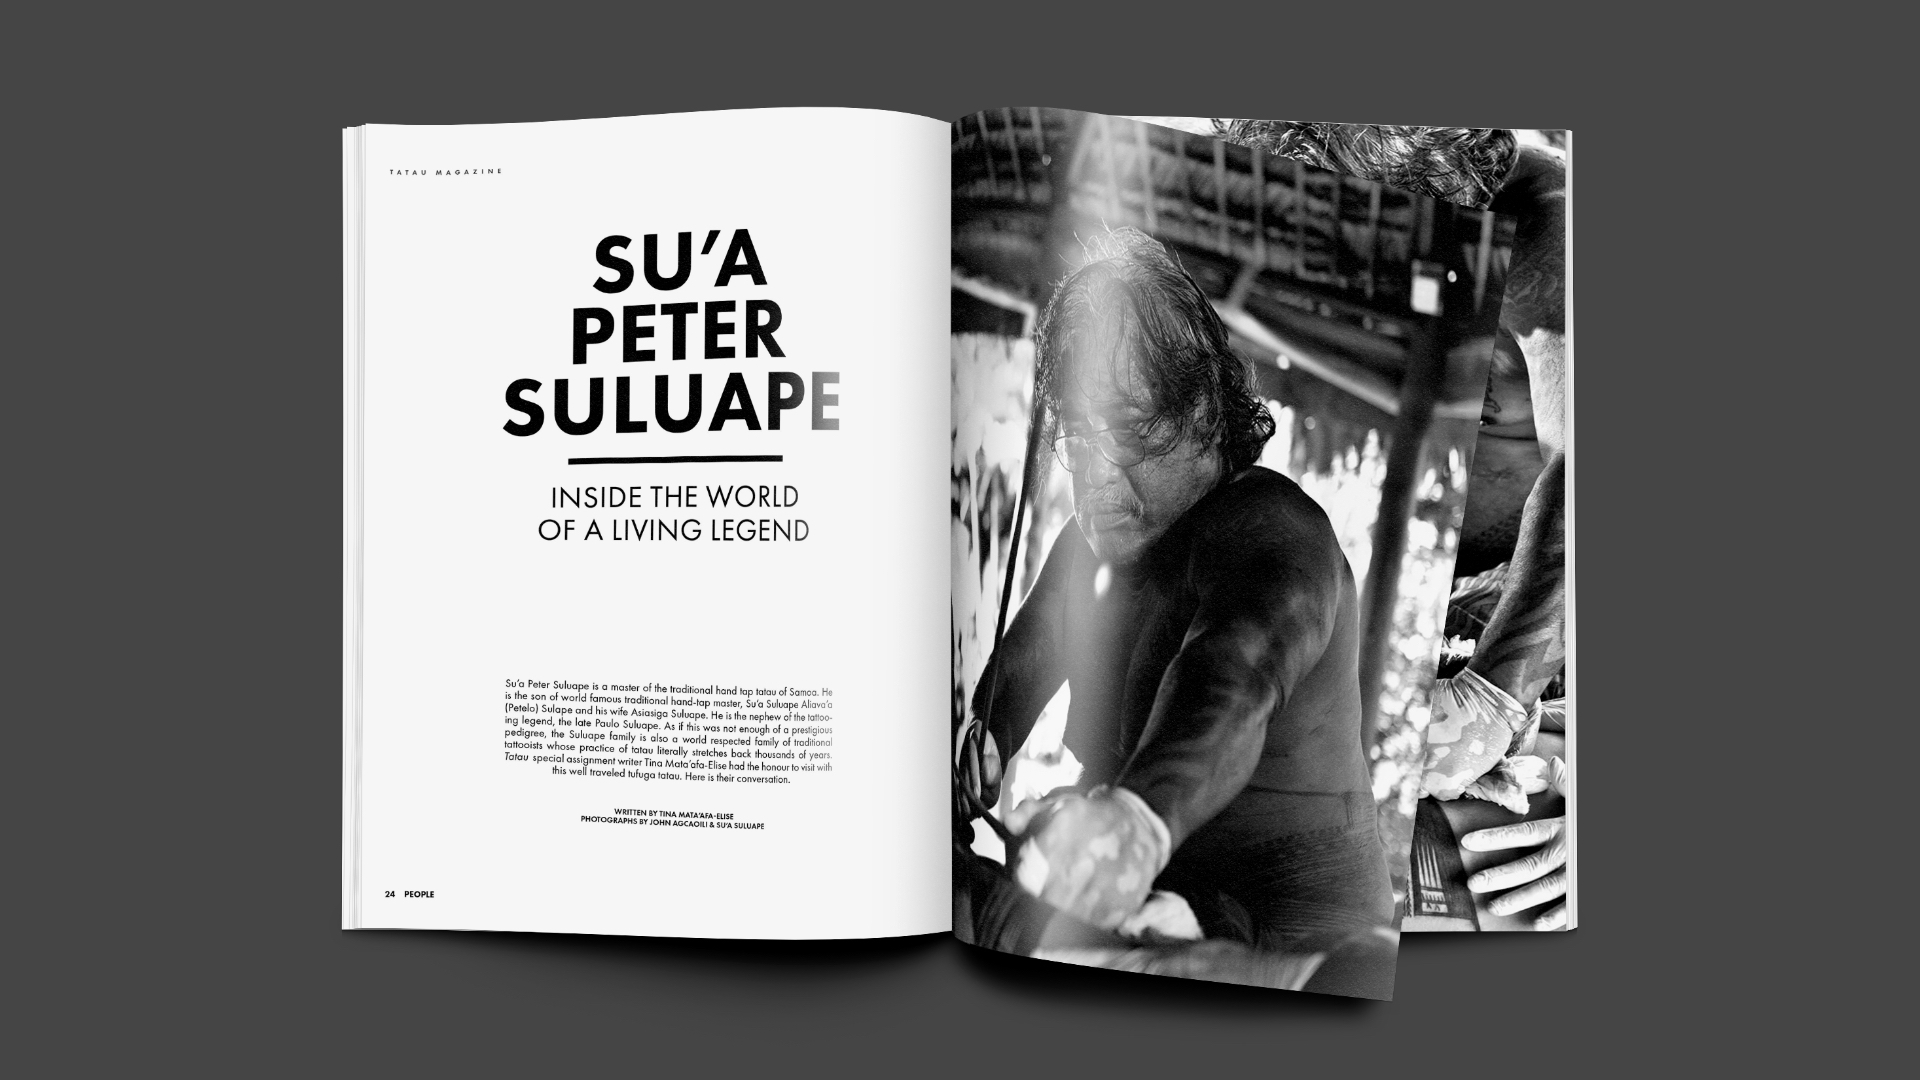 TATAU MAGAZINE
SU'A
PETER
SULUAPE
INSIDE THE WORLD
OF A LIVING LEGEND
Su'a Peter Suluape is a master of the traditional hand tap tatau of Samoa. He
is the son of world famous traditional hand-tap master, Su'a Suluape Aliava'a
(Petelo) Sulape and his wife Asiasiga Suluape. He is the nephew of the tattoo-
ing legend, the late Paulo Suluape. As if this was not enough of a prestigious
pedigree, the Suluape family is also a world respected family of traditional
tattooists whose practice of tatau literally stretches back thousands of years.
Tatau special assignment writer Tina Mata'afa-Elise had the honour to visit with
this well traveled tufuga tatau. Here is their conversation.
WRITTEN BY TINA MATA'AFA-ELISE
PHOTOGRAPHS BY JOHN AGCAOILI & SU'A SULUAPE
24 PEOPLE